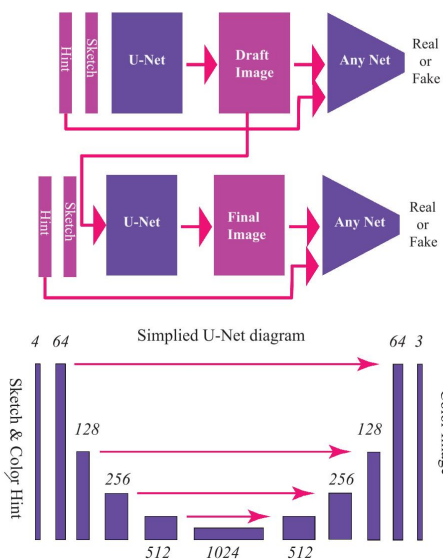 Hint
Sketch
U-Net
Draft
Image
Any Net
Real
or
Fake
Hint
Sketch
U-Net
Final
Image
Any Net
Real
or
Fake
Simplied U-Net diagram
4 64
64 3
128
128
256
256
512 1024 512
Sketch & Color Hint